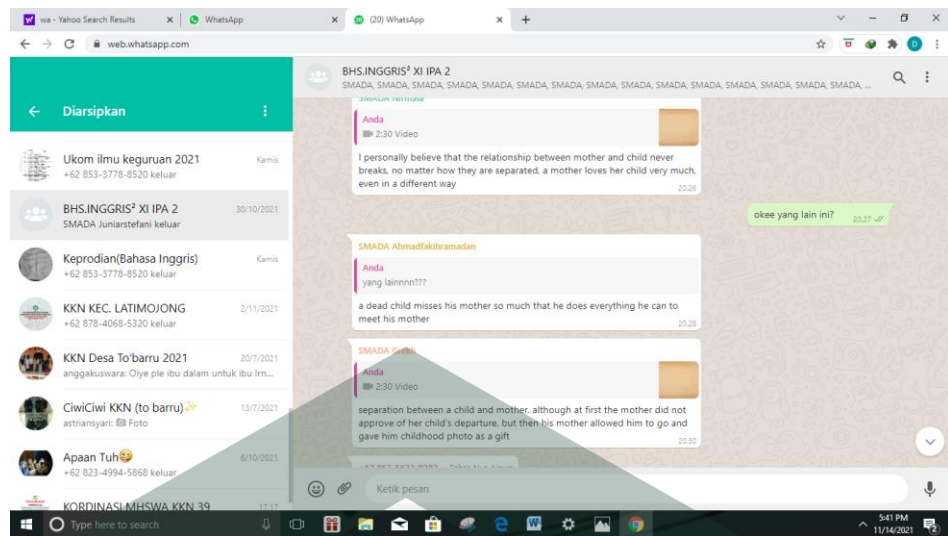 wa - Yahoo Search Results
WhatsApp
(20) WhatsApp
web.whatsapp.com
D
Diarsipkan
Ukom ilmu keguruan 2021
Kamis
+62 853-3778-8520 keluar
BHS.INGGRIS² XI IPA 2
30/10/2021
SMADA Juniarstefani keluar
Keprodian(Bahasa Inggris)
Kamis
+62 853-3778-8520 keluar
KKN KEC. LATIMOJONG
2/11/2021
+62 878-4068-5320 keluar
KKN Desa To'barru 2021
20/7/2021
anggakuswara: Oiye ple ibu dalam untuk ibu Irn...
CiwiCiwi KKN (to barru)✨
13/7/2021
astriansyari: Foto
Apaan Tuh😜
6/10/2021
+62 823-4994-5868 keluar
KORDINASI MHSWA KKN 39
17.17
BHS.INGGRIS² XI IPA 2
SMADA, SMADA, SMADA, SMADA, SMADA, SMADA, SMADA, SMADA, SMADA, SMADA, SMADA, SMADA, SMADA, SMADA, SMADA, ...
SMADA Nirmala
Anda
2:30 Video
I personally believe that the relationship between mother and child never
breaks, no matter how they are separated, a mother loves her child very much,
even in a different way
20.26
okee yang lain ini?
20.27
SMADA Ahmadfakihramadan
Anda
yang lainnnn???
a dead child misses his mother so much that he does everything he can to
meet his mother
20.28
SMADA
Anda
2:30 Video
separation between a child and mother, although at first the mother did not
approve of her child's departure, but then his mother allowed him to go and
gave him childhood photo as a gift
20.30
Ketik pesan
Type here to search
5:41 PM
11/14/2021